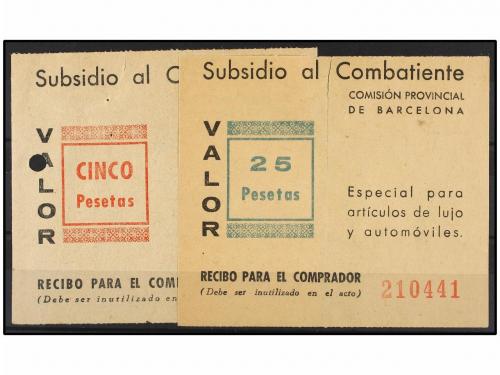 Subsidio al C
VALOR
CINCO
Pesetas
RECIBO PARA EL COMP
(Debe ser inutilizado en
Subsidio al Combatiente
COMISIÓN PROVINCIAL
DE BARCELONA
VALOR
25
Pesetas
Especial para
artículos de lujo
y automóviles.
RECIBO PARA EL COMPRADOR
(Debe ser inutilizado en el acto)
210441